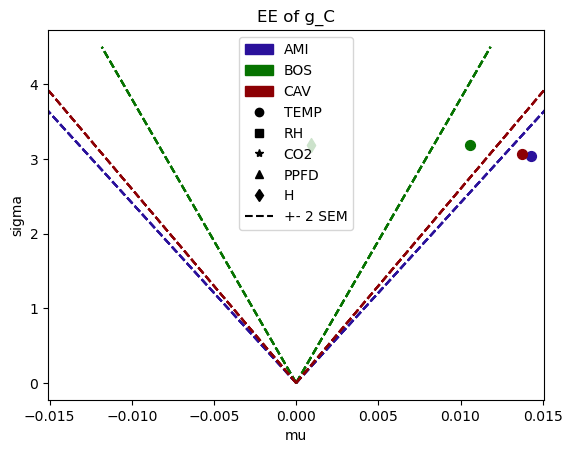 EE of g_C
AMI
BOS
CAV
TEMP
RH
CO2
PPFD
H
+- 2 SEM
sigma
4
3
2
1
0
−0.015 −0.010 −0.005 0.000 0.005 0.010 0.015
mu